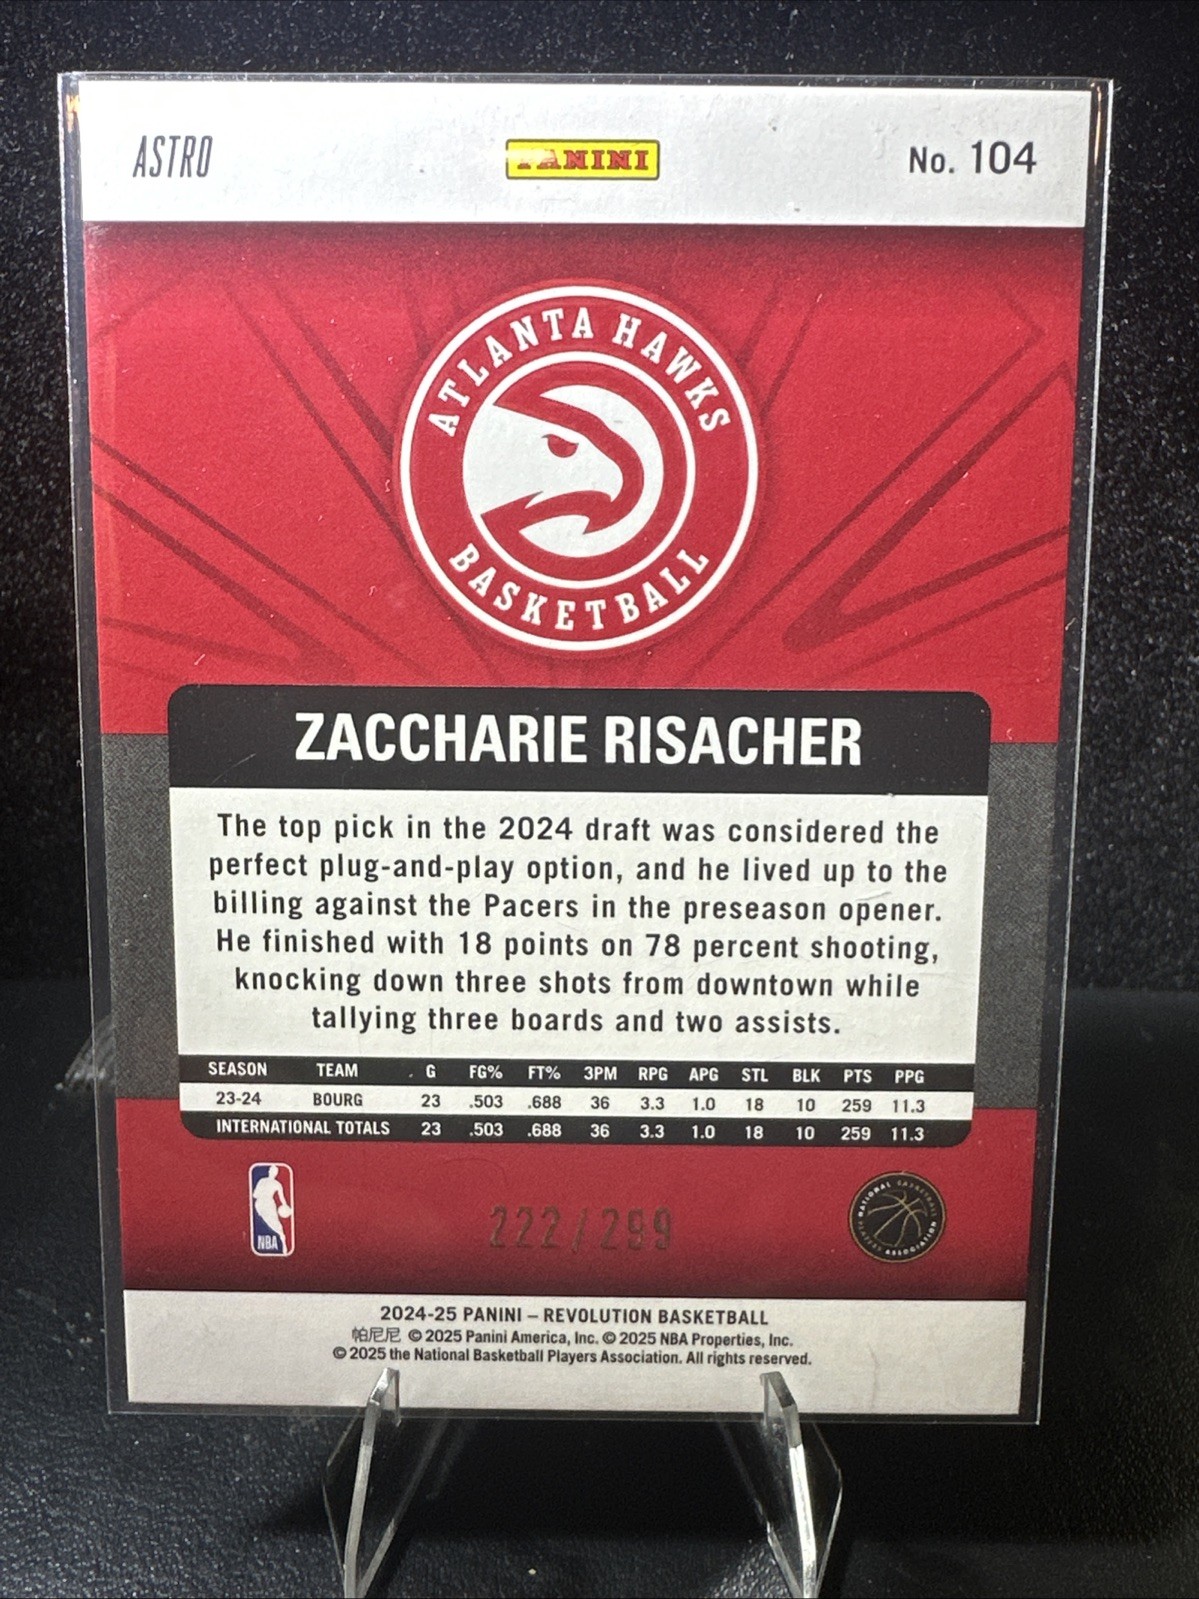 ASTRO
PANINI
No. 104
ATLANTA HAWKS
BASKETBALL
ZACCHARIE RISACHER
The top pick in the 2024 draft was considered the
perfect plug-and-play option, and he lived up to the
billing against the Pacers in the preseason opener.
He finished with 18 points on 78 percent shooting,
knocking down three shots from downtown while
tallying three boards and two assists.
SEASON TEAM G FG% FT% 3PM RPG APG STL BLK PTS PPG
23-24 BOURG 23 .503 .688 36 3.3 1.0 18 10 259 11.3
INTERNATIONAL TOTALS 23 .503 .688 36 3.3 1.0 18 10 259 11.3
NBA
222/299
NATIONAL BASKETBALL
PLAYERS ASSOCIATION
2024-25 PANINI – REVOLUTION BASKETBALL
帕尼尼 © 2025 Panini America, Inc. © 2025 NBA Properties, Inc.
© 2025 the National Basketball Players Association. All rights reserved.